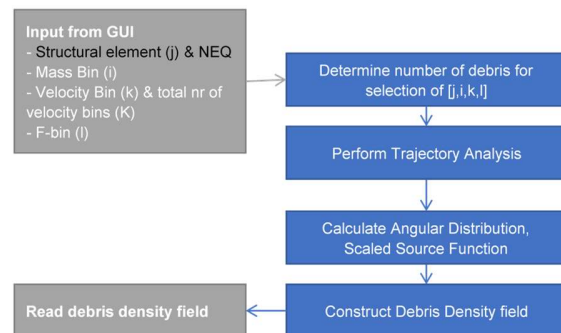 Input from GUI
- Structural element (j) & NEQ
- Mass Bin (i)
- Velocity Bin (k) & total nr of
velocity bins (K)
- F-bin (l)
Determine number of debris for
selection of [j,i,k,l]
Perform Trajectory Analysis
Calculate Angular Distribution,
Scaled Source Function
Construct Debris Density field
Read debris density field